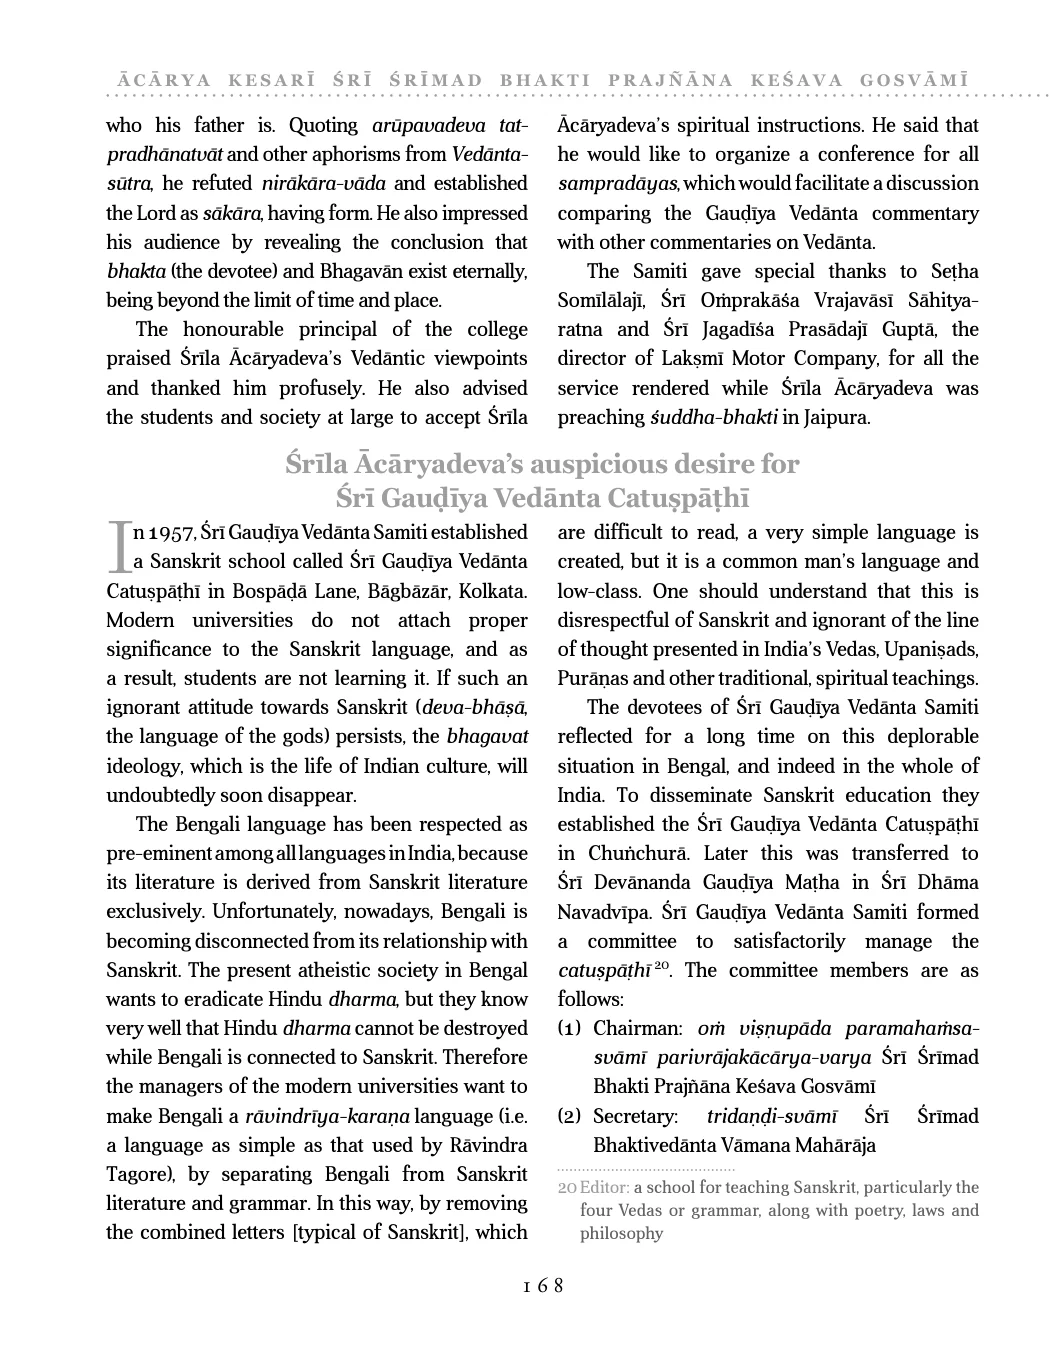 ĀCĀRYA KESARĪ ŚRĪ ŚRĪMAD BHAKTI PRAJÑĀNA KEŚAVA GOSVĀMĪ
who his father is. Quoting arūpavadeva tat-
pradhānatvāt and other aphorisms from Vedānta-
sūtra, he refuted nirākāra-vāda and established
the Lord as sākāra, having form. He also impressed
his audience by revealing the conclusion that
bhakta (the devotee) and Bhagavān exist eternally,
being beyond the limit of time and place.
The honourable principal of the college
praised Śrīla Ācāryadeva's Vedāntic viewpoints
and thanked him profusely. He also advised
the students and society at large to accept Śrīla
Ācāryadeva's spiritual instructions. He said that
he would like to organize a conference for all
sampradāyas, which would facilitate a discussion
comparing the Gauḍīya Vedānta commentary
with other commentaries on Vedānta.
The Samiti gave special thanks to Seṭha
Somīlālajī, Śrī Oṁprakāśa Vrajavāsī Sāhitya-
ratna and Śrī Jagadīśa Prasādajī Guptā, the
director of Lakṣmī Motor Company, for all the
service rendered while Śrīla Ācāryadeva was
preaching śuddha-bhakti in Jaipura.
Śrīla Ācāryadeva's auspicious desire for
Śrī Gauḍīya Vedānta Catuṣpāṭhī
In 1957, Śrī Gauḍīya Vedānta Samiti established
a Sanskrit school called Śrī Gauḍīya Vedānta
Catuṣpāṭhī in Bospāḍā Lane, Bāgbāzār, Kolkata.
Modern universities do not attach proper
significance to the Sanskrit language, and as
a result, students are not learning it. If such an
ignorant attitude towards Sanskrit (deva-bhāṣā,
the language of the gods) persists, the bhagavat
ideology, which is the life of Indian culture, will
undoubtedly soon disappear.
The Bengali language has been respected as
pre-eminent among all languages in India, because
its literature is derived from Sanskrit literature
exclusively. Unfortunately, nowadays, Bengali is
becoming disconnected from its relationship with
Sanskrit. The present atheistic society in Bengal
wants to eradicate Hindu dharma, but they know
very well that Hindu dharma cannot be destroyed
while Bengali is connected to Sanskrit. Therefore
the managers of the modern universities want to
make Bengali a rāvindrīya-karaṇa language (i.e.
a language as simple as that used by Rāvindra
Tagore), by separating Bengali from Sanskrit
literature and grammar. In this way, by removing
the combined letters [typical of Sanskrit], which
are difficult to read, a very simple language is
created, but it is a common man's language and
low-class. One should understand that this is
disrespectful of Sanskrit and ignorant of the line
of thought presented in India's Vedas, Upaniṣads,
Purāṇas and other traditional, spiritual teachings.
The devotees of Śrī Gauḍīya Vedānta Samiti
reflected for a long time on this deplorable
situation in Bengal, and indeed in the whole of
India. To disseminate Sanskrit education they
established the Śrī Gauḍīya Vedānta Catuṣpāṭhī
in Chuṅchurā. Later this was transferred to
Śrī Devānanda Gauḍīya Maṭha in Śrī Dhāma
Navadvīpa. Śrī Gauḍīya Vedānta Samiti formed
a committee to satisfactorily manage the
catuṣpāṭhī 20. The committee members are as
follows:
(1) Chairman: oṁ viṣṇupāda paramahaṁsa-
svāmī parivrājakācārya-varya Śrī Śrīmad
Bhakti Prajñāna Keśava Gosvāmī
(2) Secretary: tridaṇḍi-svāmī Śrī Śrīmad
Bhaktivedānta Vāmana Mahārāja
20 Editor: a school for teaching Sanskrit, particularly the
four Vedas or grammar, along with poetry, laws and
philosophy
168